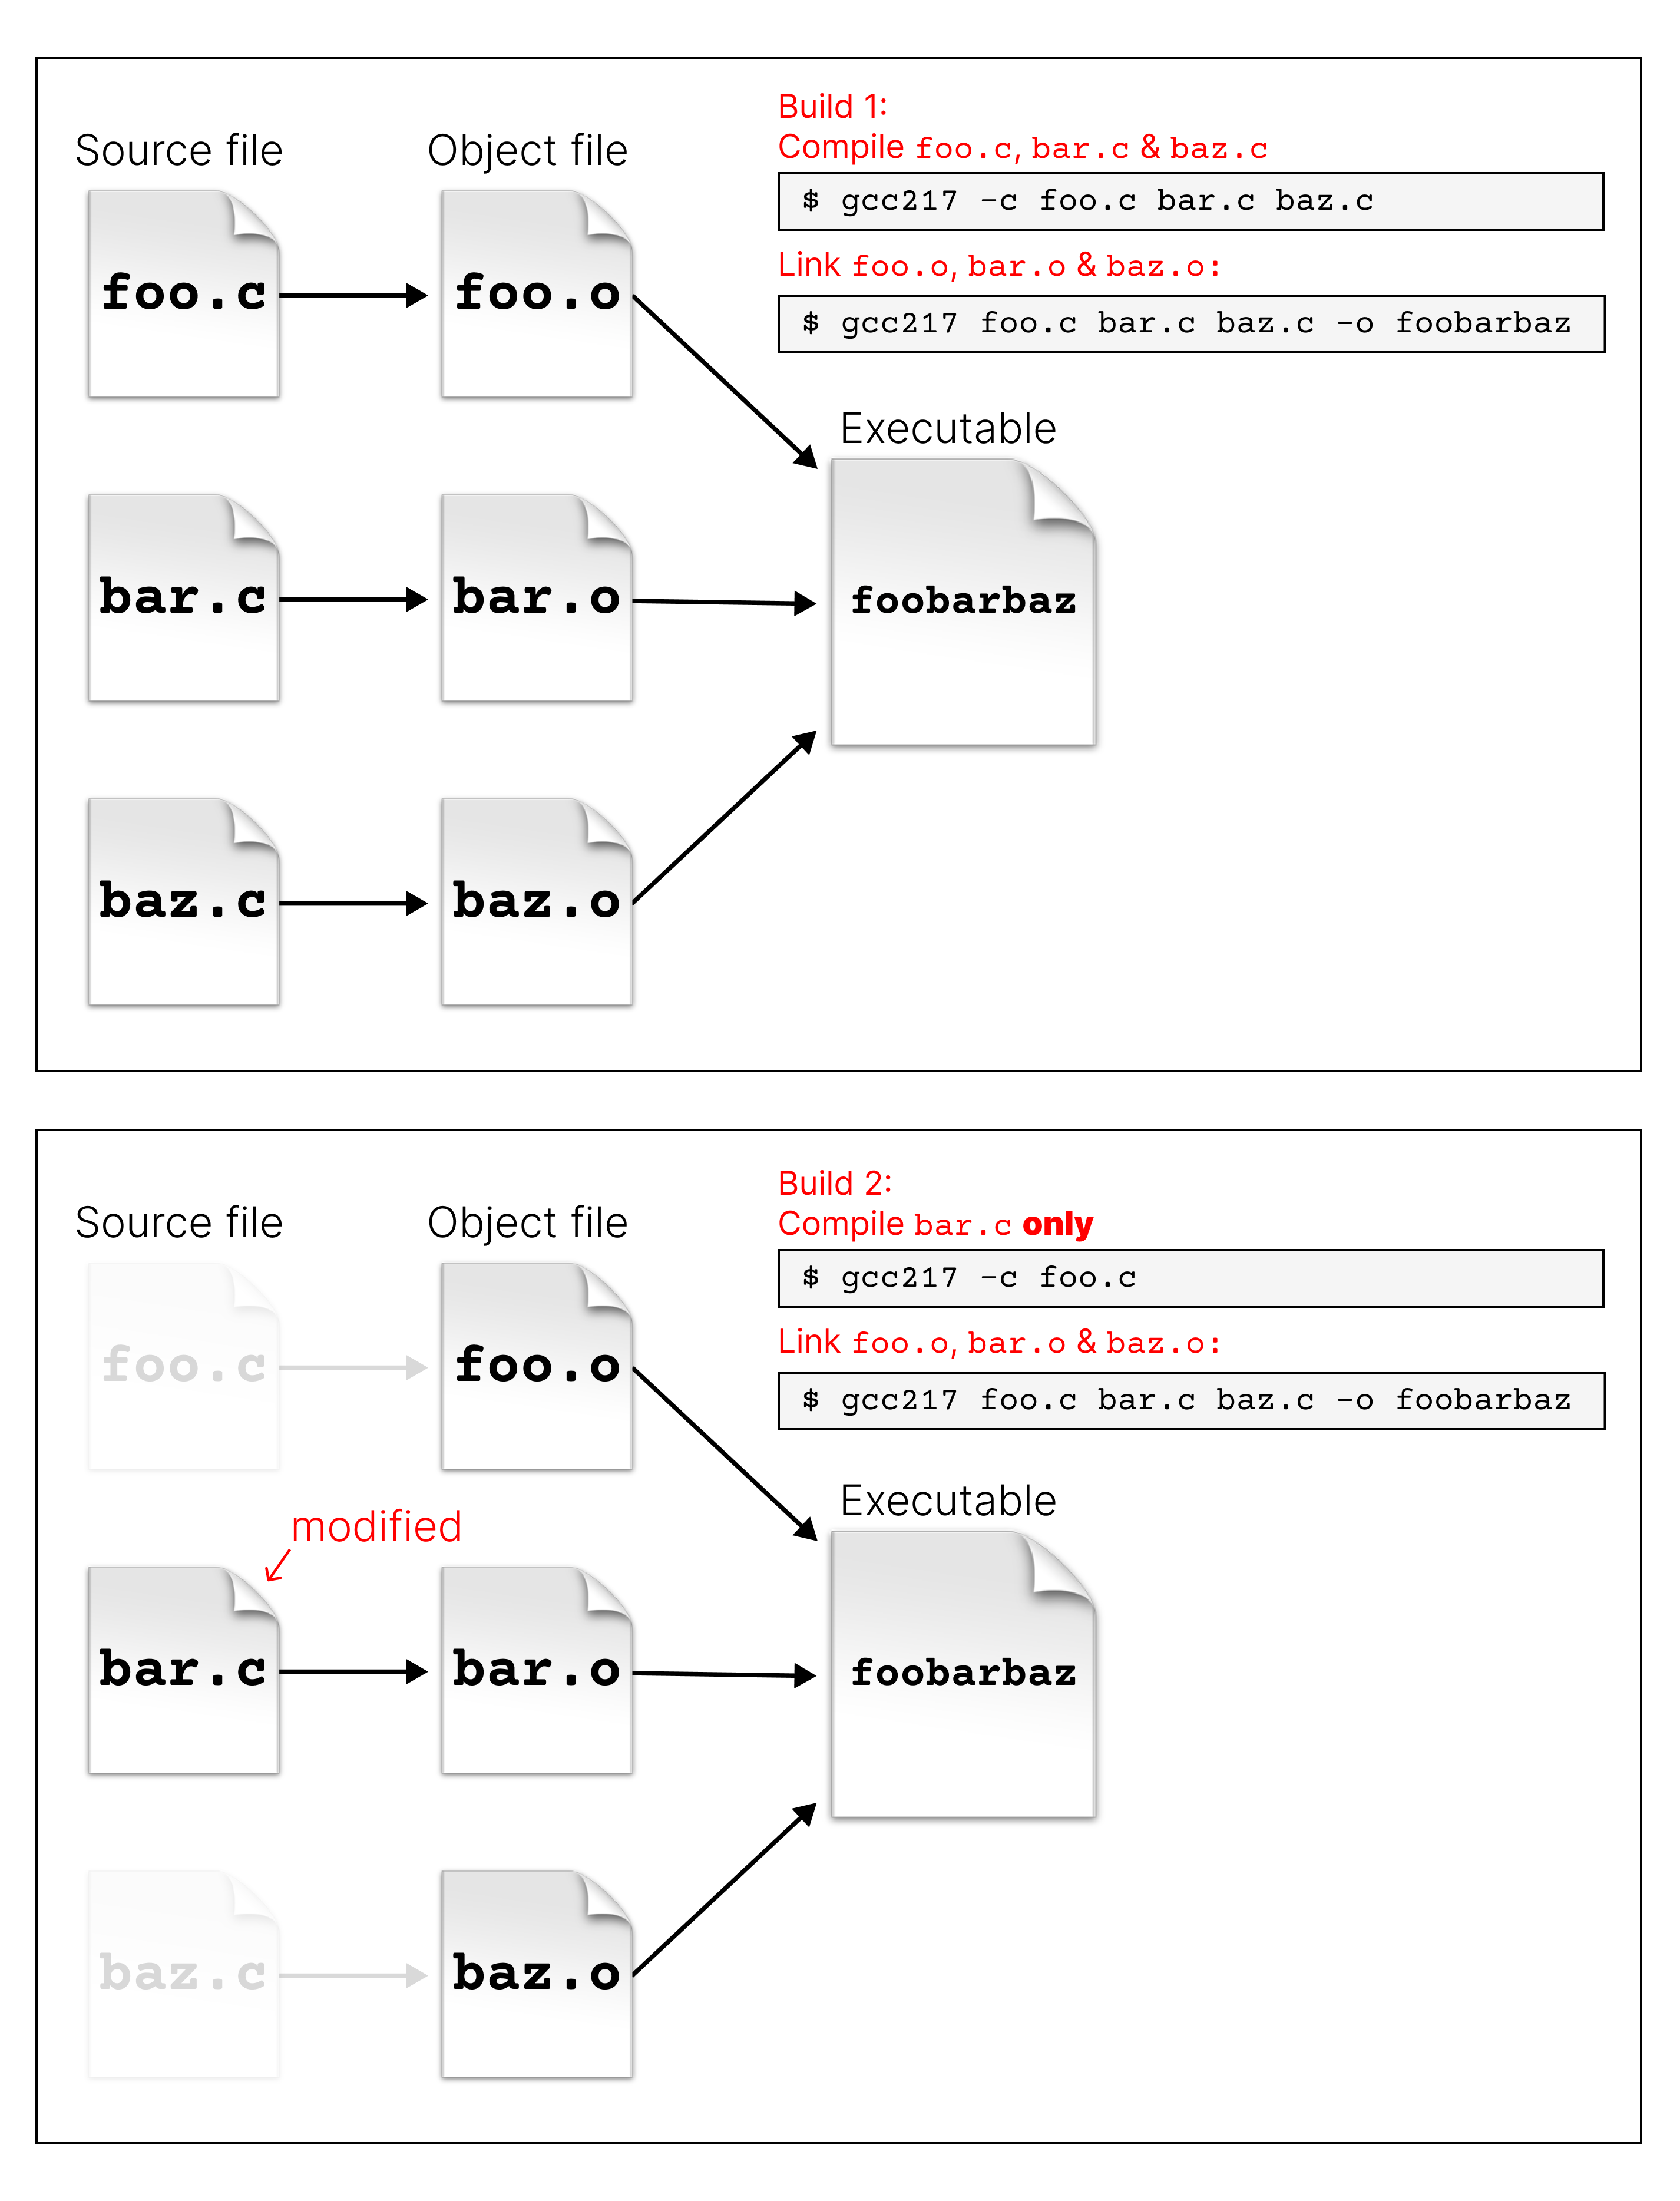 Build 1:
Source file
Object file
Compile foo.c, bar.c & baz.c
$ gcc217 -c foo.c bar.c baz.c
Link foo.o, bar.o & baz.o:
foo.c
foo.o
$ gcc217 foo.c bar.c baz.c -o foobarbaz
Executable
bar.c
bar.o
foobarbaz
baz.c
baz.o
Build 2:
Source file
Object file
Compile bar.c only
$ gcc217 -c foo.c
Link foo.o, bar.o & baz.o:
foo.c
foo.o
$ gcc217 foo.c bar.c baz.c -o foobarbaz
Executable
modified
bar.c
bar.o
foobarbaz
baz.c
baz.o